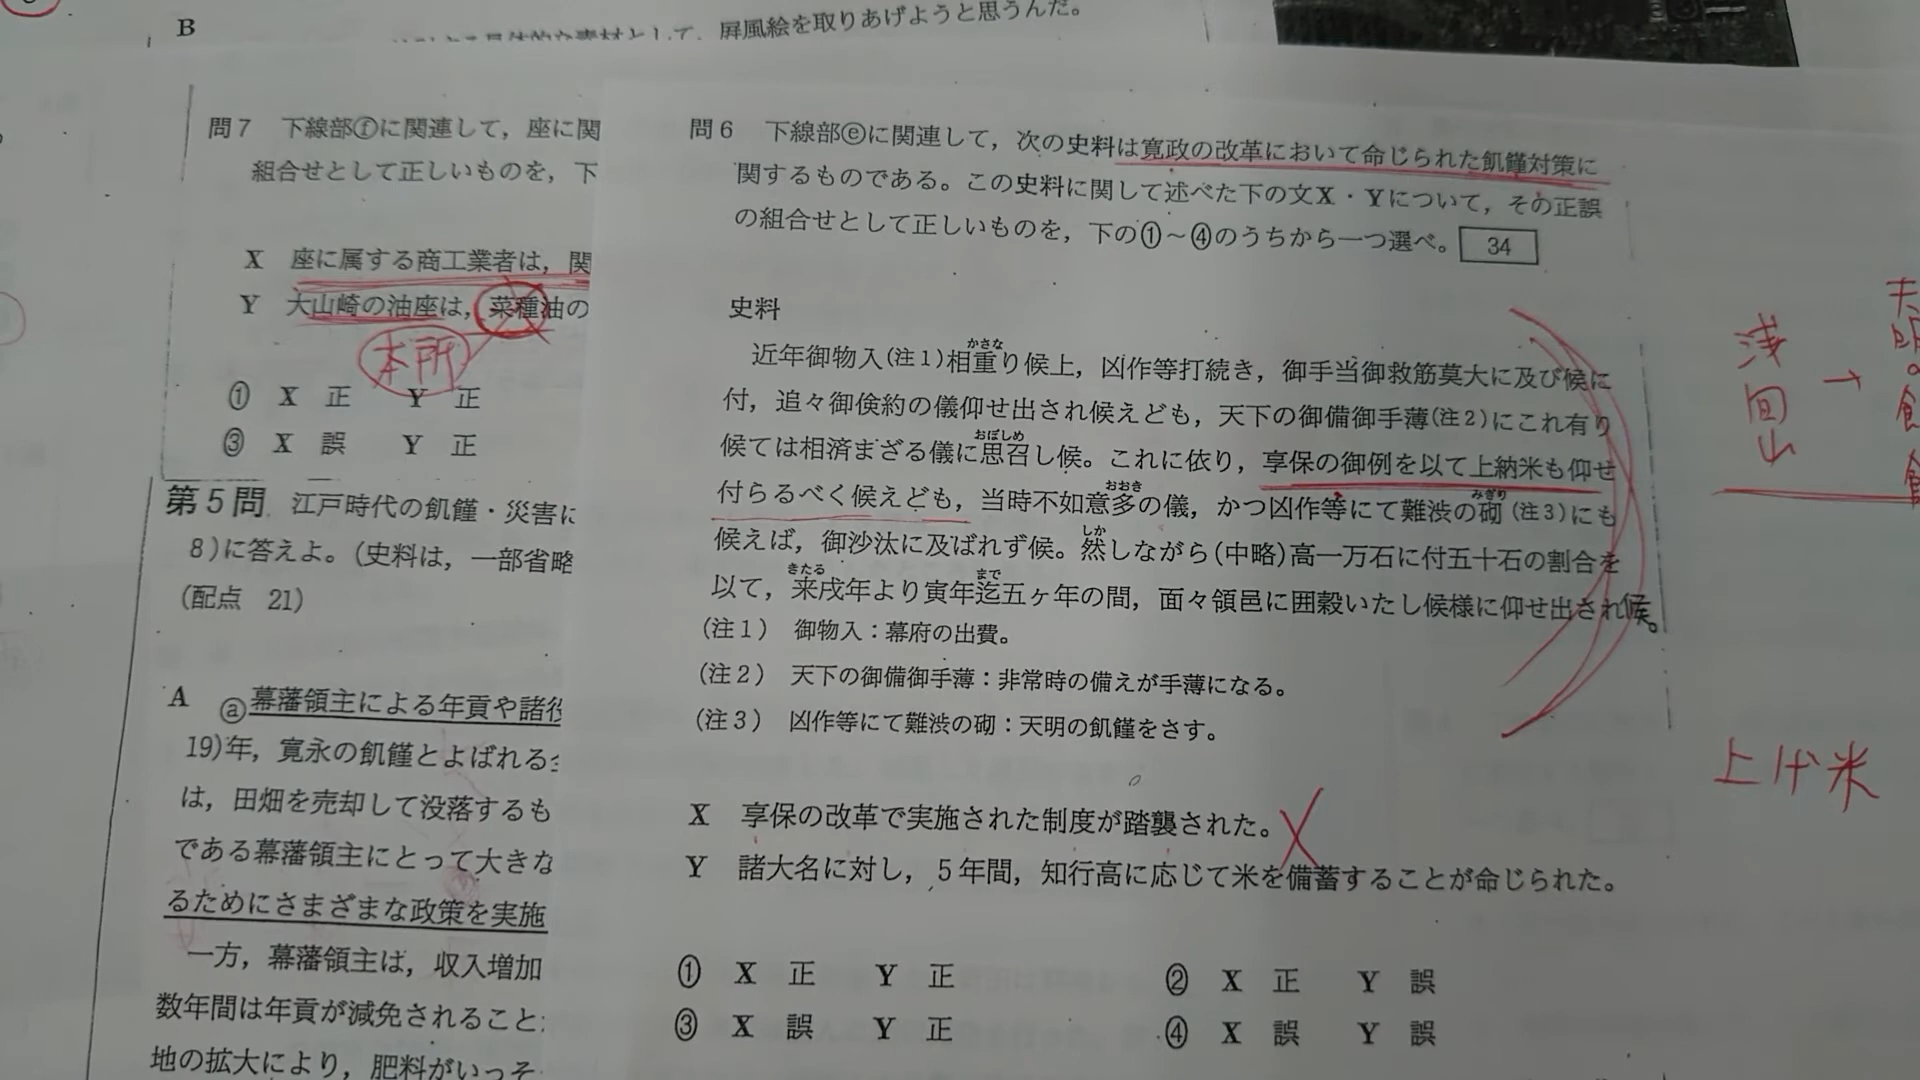 B
屏風絵を取りあげようと思うんだ。
問7 下線部ⓕに関連して，座に関
組合せとして正しいものを，下
X 座に属する商工業者は，関
Y 大山崎の油座は，菜種油の
本所
① X 正 Y 正
③ X 誤 Y 正
第5問 江戸時代の飢饉・災害に
8)に答えよ。(史料は，一部省略
(配点 21)
A ⓐ幕藩領主による年貢や諸役
19)年，寛永の飢饉とよばれる全
は，田畑を売却して没落するも
である幕藩領主にとって大きな
るためにさまざまな政策を実施
一方，幕藩領主は，収入増加
数年間は年貢が減免されること
地の拡大により，肥料がいっそ
問6 下線部ⓔに関連して，次の史料は寛政の改革において命じられた飢饉対策に
関するものである。この史料に関して述べた下の文X・Yについて，その正誤
の組合せとして正しいものを，下の①～④のうちから一つ選べ。 34
史料
近年御物入(注1)相重り候上，凶作等打続き，御手当御救筋莫大に及び候に
付，追々御倹約の儀仰せ出され候えども，天下の御備御手薄(注2)にこれ有り
候ては相済まざる儀に思召し候。これに依り，享保の御例を以て上納米も仰せ
付らるべく候えども，当時不如意多の儀，かつ凶作等にて難渋の砌(注3)にも
候えば，御沙汰に及ばれず候。然しながら(中略)高一万石に付五十石の割合を
以て，来戌年より寅年迄五ヶ年の間，面々領邑に囲穀いたし候様に仰せ出され候。
(注1) 御物入：幕府の出費。
(注2) 天下の御備御手薄：非常時の備えが手薄になる。
(注3) 凶作等にて難渋の砌：天明の飢饉をさす。
X 享保の改革で実施された制度が踏襲された。
Y 諸大名に対し，5年間，知行高に応じて米を備蓄することが命じられた。
① X 正 Y 正 ② X 正 Y 誤
③ X 誤 Y 正 ④ X 誤 Y 誤
浅間山 →
上げ米